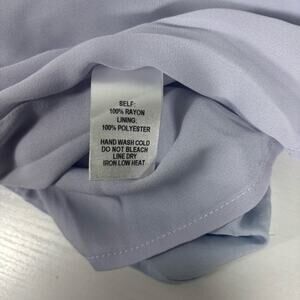 SELF:
100% RAYON
LINING:
100% POLYESTER
HAND WASH COLD
DO NOT BLEACH
LINE DRY
IRON LOW HEAT